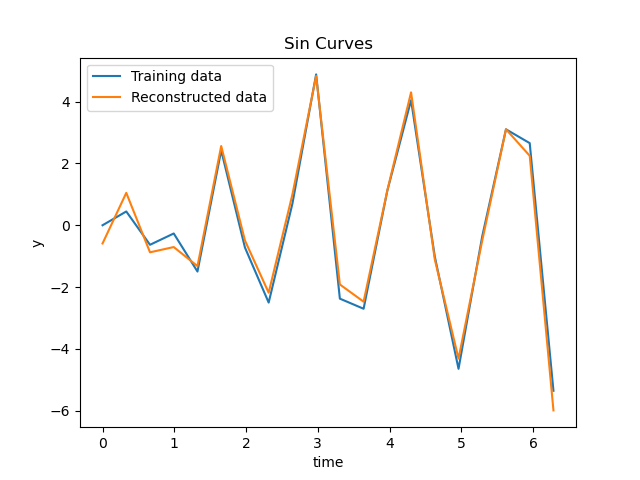 Sin Curves
Training data
Reconstructed data
4
2
0
−2
−4
−6
y
0 1 2 3 4 5 6
time